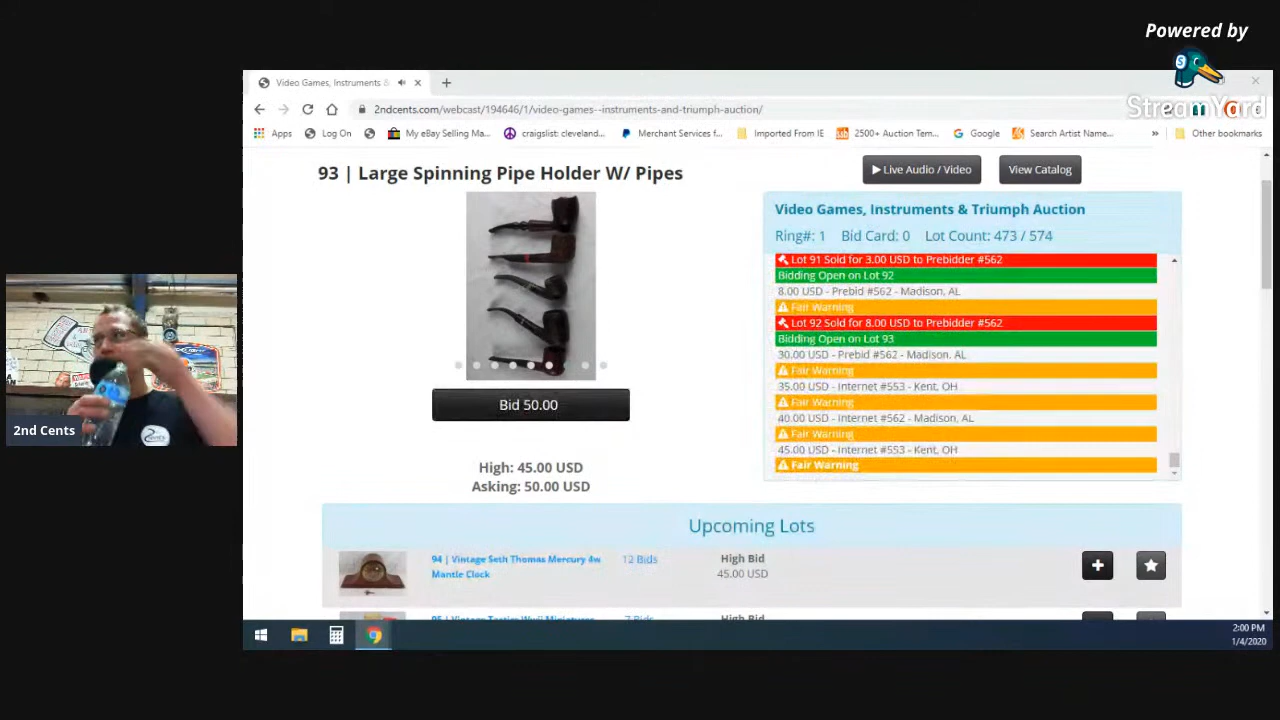 Powered by
StreamYard
Video Games, Instruments &
2ndcents.com/webcast/194646/1/video-games--instruments-and-triumph-auction/
Apps
Log On
My eBay Selling Ma...
craigslist: cleveland...
Merchant Services f...
Imported From IE
2500+ Auction Tem...
Google
Search Artist Name...
»
Other bookmarks
93 | Large Spinning Pipe Holder W/ Pipes
Live Audio / Video
View Catalog
Video Games, Instruments & Triumph Auction
Ring#: 1 Bid Card: 0 Lot Count: 473 / 574
Lot 91 Sold for 3.00 USD to Prebidder #562
Bidding Open on Lot 92
8.00 USD - Prebid #562 - Madison, AL
Fair Warning
Lot 92 Sold for 8.00 USD to Prebidder #562
Bidding Open on Lot 93
30.00 USD - Prebid #562 - Madison, AL
Fair Warning
35.00 USD - Internet #553 - Kent, OH
Fair Warning
40.00 USD - Internet #562 - Madison, AL
Fair Warning
45.00 USD - Internet #553 - Kent, OH
Fair Warning
Bid 50.00
High: 45.00 USD
Asking: 50.00 USD
2nd Cents
Upcoming Lots
94 | Vintage Seth Thomas Mercury 4w
Mantle Clock
12 Bids
High Bid
45.00 USD
95 | Vintage Tactics WwII Miniatures
7 Bids
High Bid
2:00 PM
1/4/2020